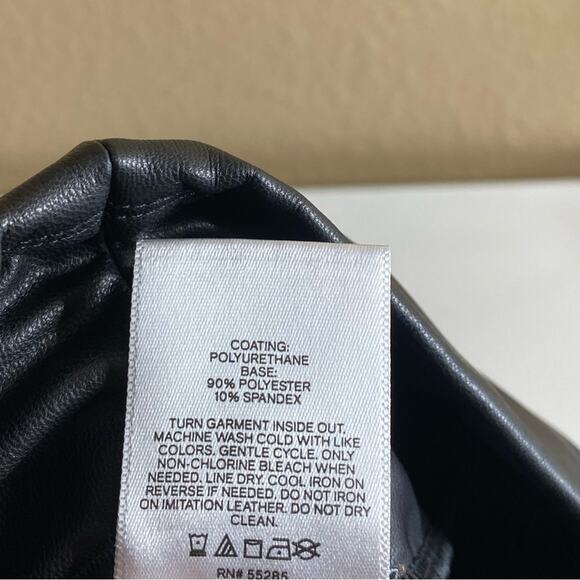 COATING:
POLYURETHANE
BASE:
90% POLYESTER
10% SPANDEX
TURN GARMENT INSIDE OUT.
MACHINE WASH COLD WITH LIKE
COLORS. GENTLE CYCLE. ONLY
NON-CHLORINE BLEACH WHEN
NEEDED. LINE DRY. COOL IRON ON
REVERSE IF NEEDED. DO NOT IRON
ON IMITATION LEATHER. DO NOT DRY
CLEAN.
RN# 55285